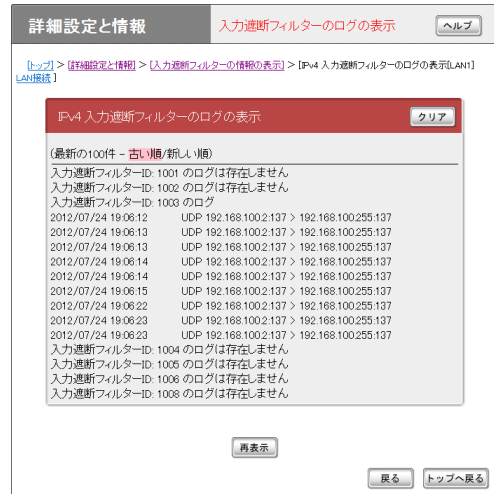 詳細設定と情報
入力遮断フィルターのログの表示
ヘルプ
[トップ] > [詳細設定と情報] > [入力遮断フィルターの情報の表示] > [IPv4 入力遮断フィルターのログの表示[LAN1]
LAN接続 ]
IPv4 入力遮断フィルターのログの表示
クリア
(最新の100件 - 古い順/新しい順)
入力遮断フィルターID: 1001 のログは存在しません
入力遮断フィルターID: 1002 のログは存在しません
入力遮断フィルターID: 1003 のログ
2012/07/24 19:06:12 UDP 192.168.100.2:137 > 192.168.100.255:137
2012/07/24 19:06:13 UDP 192.168.100.2:137 > 192.168.100.255:137
2012/07/24 19:06:13 UDP 192.168.100.2:137 > 192.168.100.255:137
2012/07/24 19:06:14 UDP 192.168.100.2:137 > 192.168.100.255:137
2012/07/24 19:06:14 UDP 192.168.100.2:137 > 192.168.100.255:137
2012/07/24 19:06:15 UDP 192.168.100.2:137 > 192.168.100.255:137
2012/07/24 19:06:22 UDP 192.168.100.2:137 > 192.168.100.255:137
2012/07/24 19:06:23 UDP 192.168.100.2:137 > 192.168.100.255:137
2012/07/24 19:06:23 UDP 192.168.100.2:137 > 192.168.100.255:137
入力遮断フィルターID: 1004 のログは存在しません
入力遮断フィルターID: 1005 のログは存在しません
入力遮断フィルターID: 1006 のログは存在しません
入力遮断フィルターID: 1008 のログは存在しません
再表示
戻る
トップへ戻る